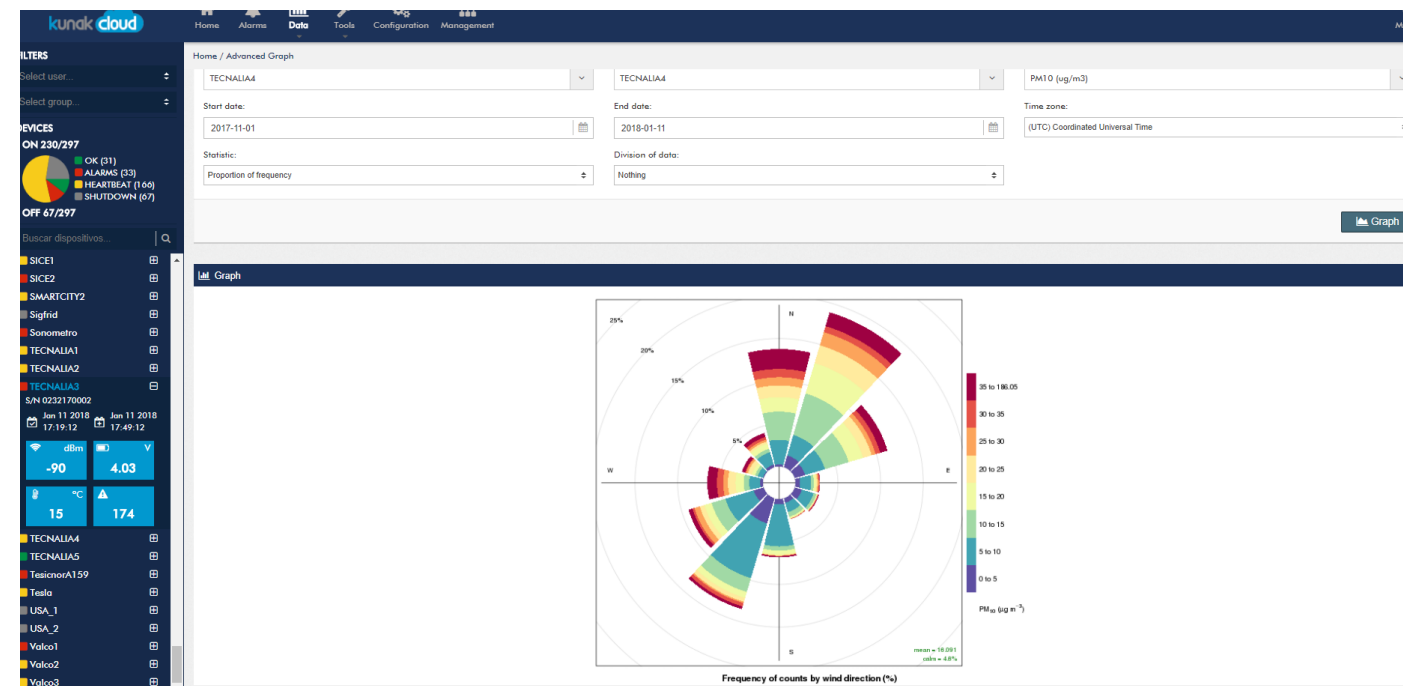 kunak cloud
Home Alarms Data Tools Configuration Management
ILTERS
Select user...
Select group...
DEVICES
ON 230/297
OK (31)
ALARMS (33)
HEARTBEAT (166)
SHUTDOWN (67)
OFF 67/297
Buscar dispositivos...
SICE1
SICE2
SMARTCITY2
Sigfrid
Sonometro
TECNALIA1
TECNALIA2
TECNALIA3
S/N 0232170002
Jan 11 2018 Jan 11 2018
17:19:12 17:49:12
dBm V
-90 4.03
°C
15 174
TECNALIA4
TECNALIA5
TesicnorA159
Tesla
USA_1
USA_2
Valco1
Valco2
Valco3
Home / Advanced Graph
TECNALIA4 TECNALIA4 PM10 (ug/m3)
Start date: End date: Time zone:
2017-11-01 2018-01-11 (UTC) Coordinated Universal Time
Statistic: Division of data:
Proportion of frequency Nothing
Graph
Graph
25%
20%
15%
10%
5%
N
W E
S
35 to 186.05
30 to 35
25 to 30
20 to 25
15 to 20
10 to 15
5 to 10
0 to 5
PM10 (µg m-3)
calm = 4.8%
Frequency of counts by wind direction (%)